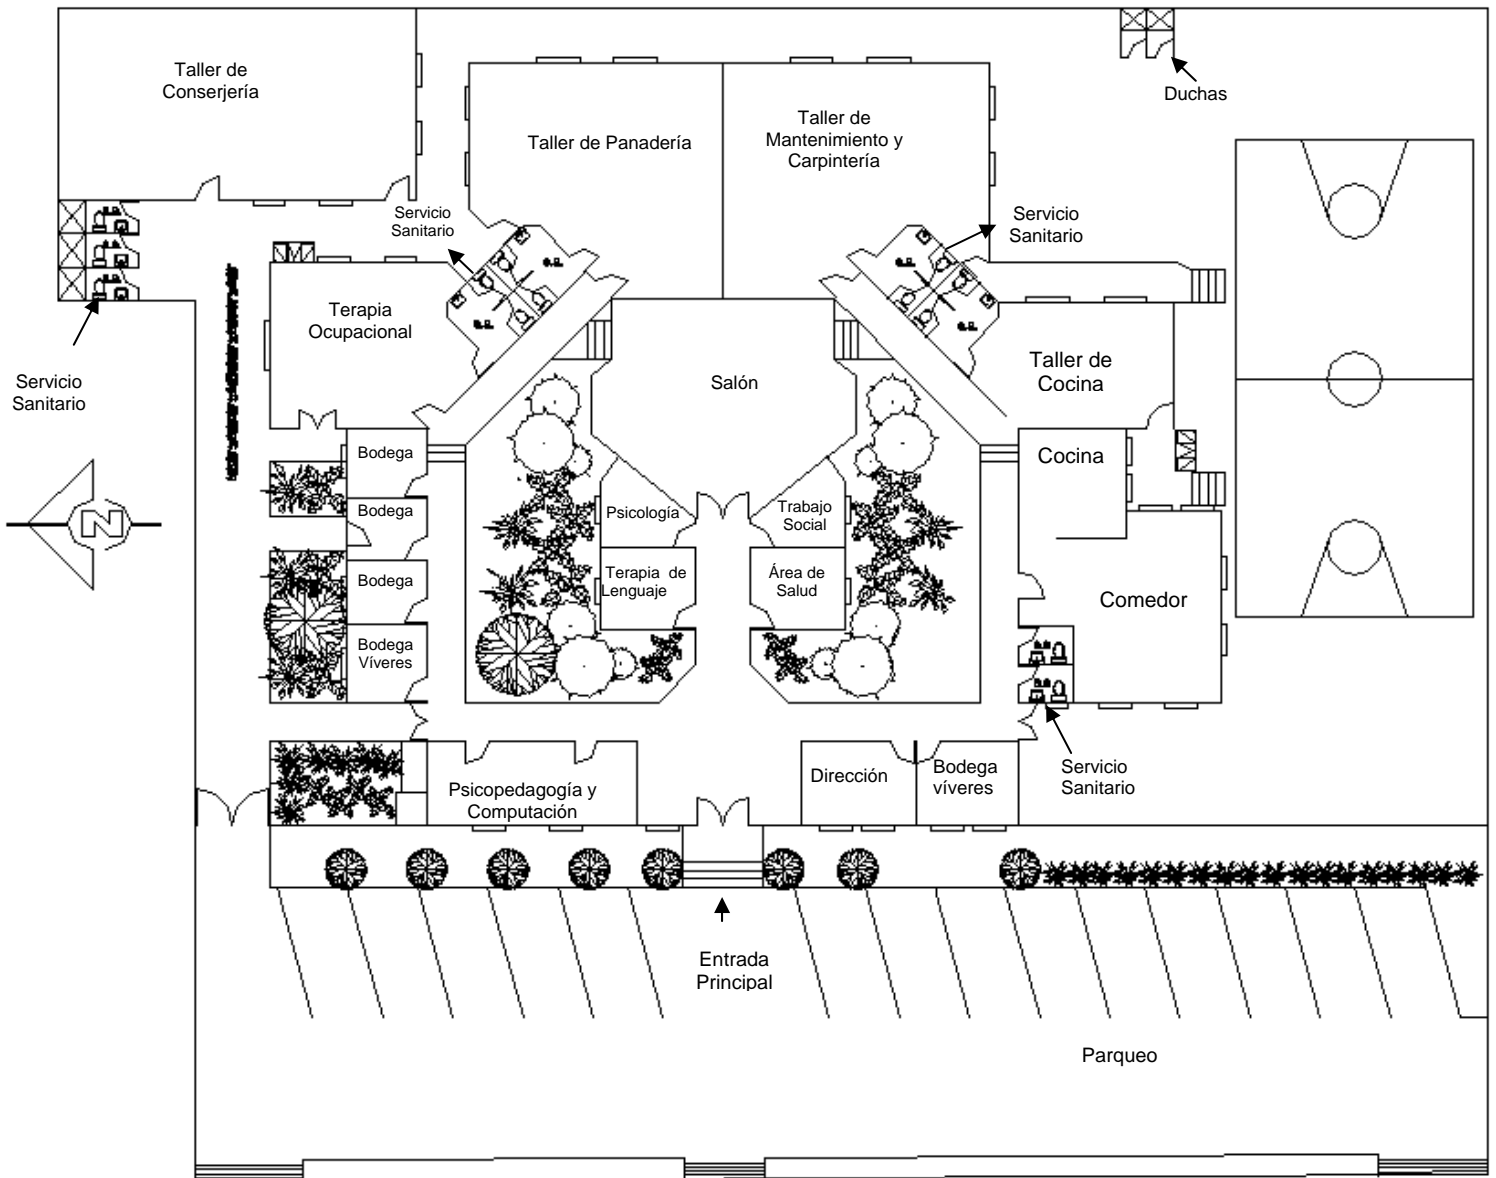 Taller de
Conserjería
Taller de Panadería
Taller de
Mantenimiento y
Carpintería
Duchas
Servicio
Sanitario
Servicio
Sanitario
Terapia
Ocupacional
Salón
Taller de
Cocina
Servicio
Sanitario
Bodega
Cocina
Bodega
Psicología
Trabajo
Social
N
Bodega
Terapia de
Lenguaje
Área de
Salud
Comedor
Bodega
Víveres
Psicopedagogía y
Computación
Dirección
Bodega
víveres
Servicio
Sanitario
Entrada
Principal
Parqueo